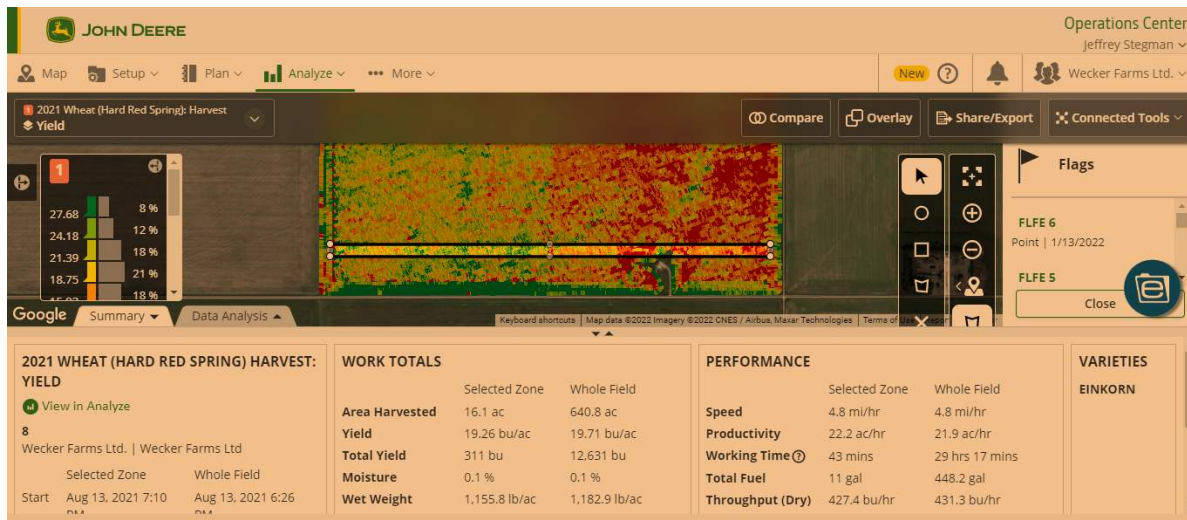 JOHN DEERE
Operations Center
Jeffrey Stegman
Map Setup Plan Analyze ••• More New ? Wecker Farms Ltd.
1 2021 Wheat (Hard Red Spring): Harvest
Yield
Compare Overlay Share/Export Connected Tools
1
27.68 8 %
24.18 12 %
21.39 18 %
18.75 21 %
18 %
Flags
FLFE 6
Point | 1/13/2022
FLFE 5
Close
Google Summary Data Analysis
Keyboard shortcuts Map data ©2022 Imagery ©2022 CNES / Airbus, Maxar Technologies Terms of
2021 WHEAT (HARD RED SPRING) HARVEST:
YIELD
View in Analyze
8
Wecker Farms Ltd. | Wecker Farms Ltd
Selected Zone Whole Field
Start Aug 13, 2021 7:10 Aug 13, 2021 6:26
PM PM
WORK TOTALS
Selected Zone Whole Field
Area Harvested 16.1 ac 640.8 ac
Yield 19.26 bu/ac 19.71 bu/ac
Total Yield 311 bu 12,631 bu
Moisture 0.1 % 0.1 %
Wet Weight 1,155.8 lb/ac 1,182.9 lb/ac
PERFORMANCE
Selected Zone Whole Field
Speed 4.8 mi/hr 4.8 mi/hr
Productivity 22.2 ac/hr 21.9 ac/hr
Working Time ? 43 mins 29 hrs 17 mins
Total Fuel 11 gal 448.2 gal
Throughput (Dry) 427.4 bu/hr 431.3 bu/hr
VARIETIES
EINKORN